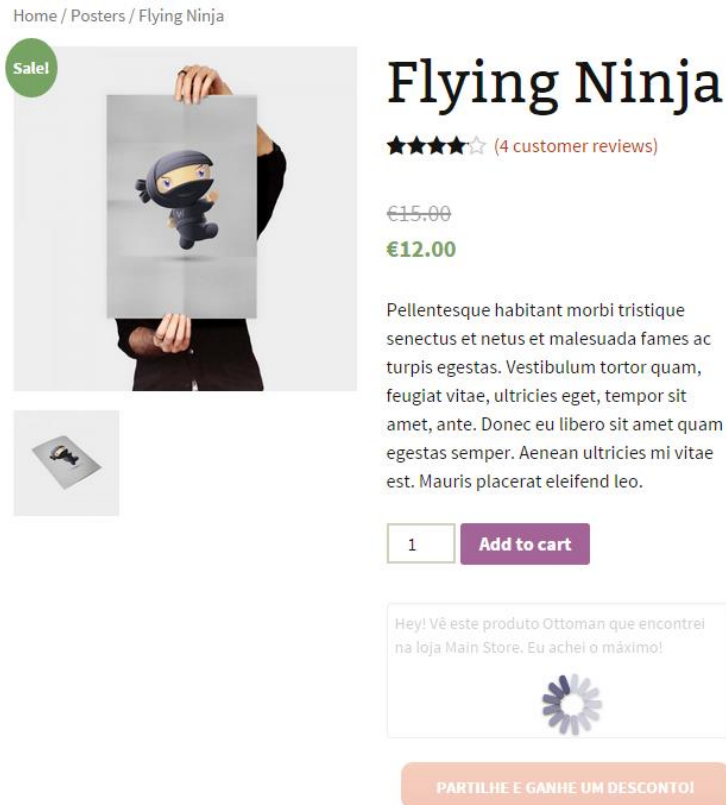 Home / Posters / Flying Ninja
Sale!
Flying Ninja
(4 customer reviews)
€15.00
€12.00
Pellentesque habitant morbi tristique
senectus et netus et malesuada fames ac
turpis egestas. Vestibulum tortor quam,
feugiat vitae, ultricies eget, tempor sit
amet, ante. Donec eu libero sit amet quam
egestas semper. Aenean ultricies mi vitae
est. Mauris placerat eleifend leo.
1
Add to cart
Hey! Vê este produto Ottoman que encontrei
na loja Main Store. Eu achei o máximo!
PARTILHE E GANHE UM DESCONTO!